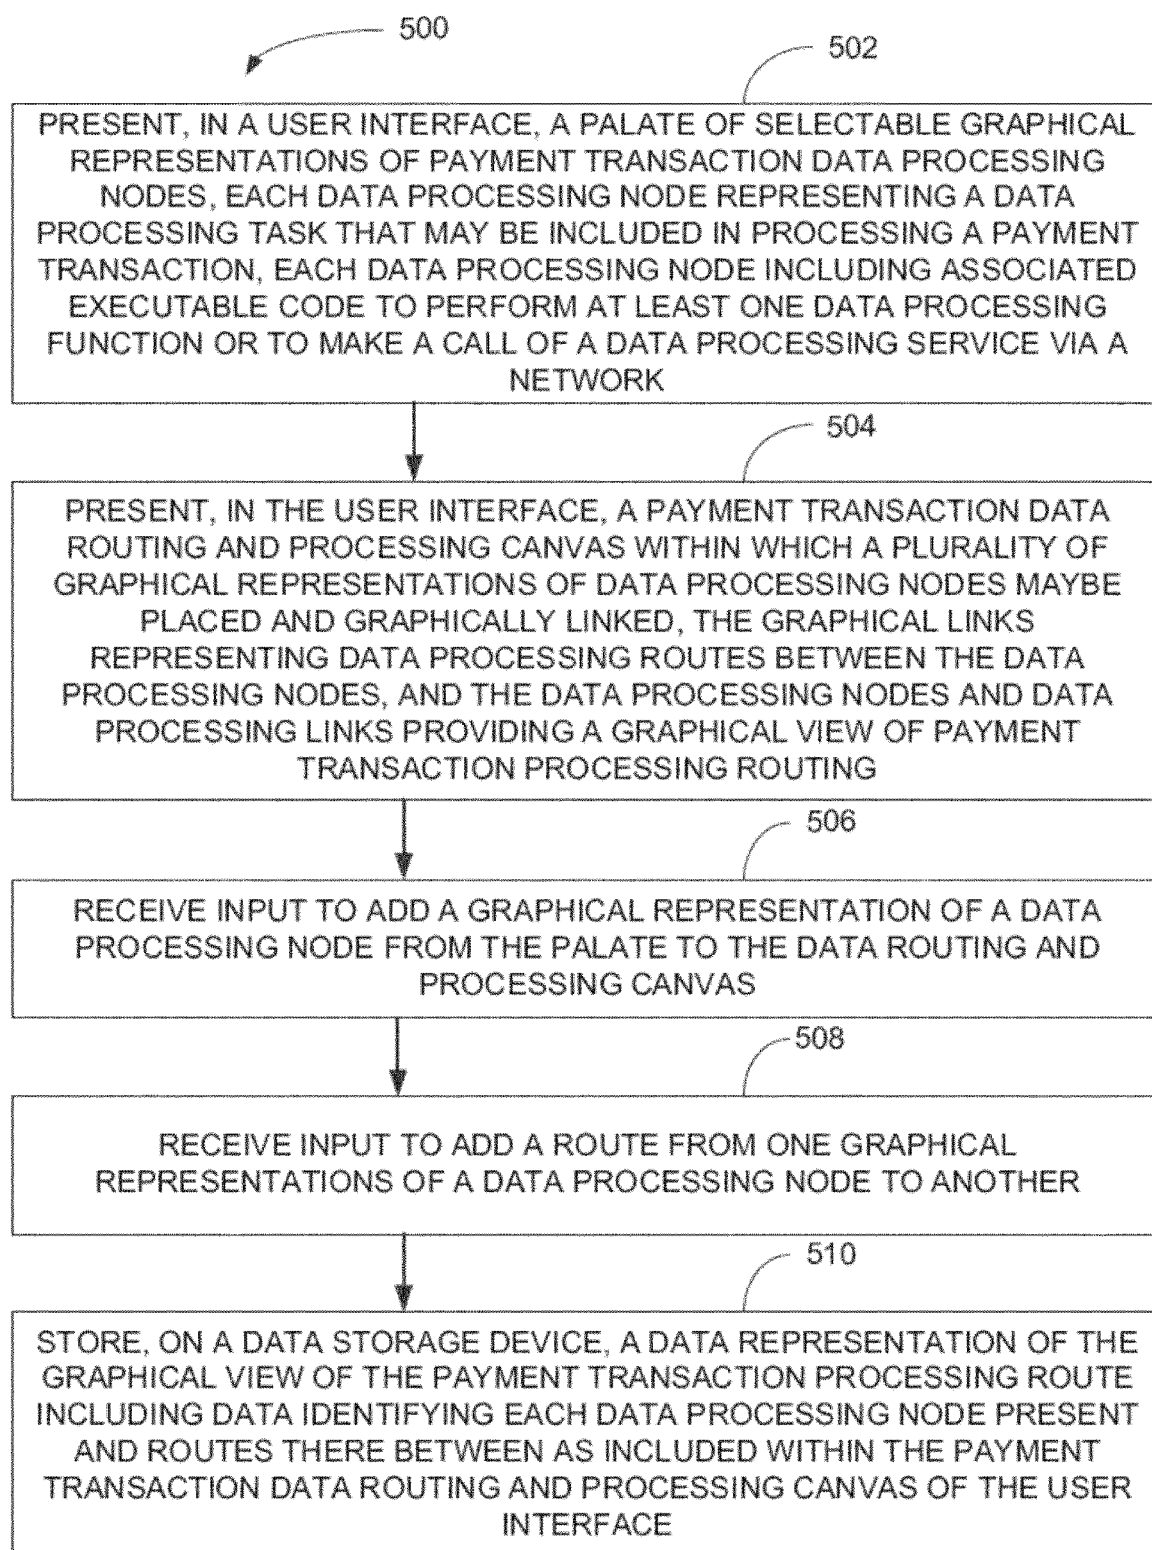 500
502
PRESENT, IN A USER INTERFACE, A PALATE OF SELECTABLE GRAPHICAL
REPRESENTATIONS OF PAYMENT TRANSACTION DATA PROCESSING
NODES, EACH DATA PROCESSING NODE REPRESENTING A DATA
PROCESSING TASK THAT MAY BE INCLUDED IN PROCESSING A PAYMENT
TRANSACTION, EACH DATA PROCESSING NODE INCLUDING ASSOCIATED
EXECUTABLE CODE TO PERFORM AT LEAST ONE DATA PROCESSING
FUNCTION OR TO MAKE A CALL OF A DATA PROCESSING SERVICE VIA A
NETWORK
504
PRESENT, IN THE USER INTERFACE, A PAYMENT TRANSACTION DATA
ROUTING AND PROCESSING CANVAS WITHIN WHICH A PLURALITY OF
GRAPHICAL REPRESENTATIONS OF DATA PROCESSING NODES MAYBE
PLACED AND GRAPHICALLY LINKED, THE GRAPHICAL LINKS
REPRESENTING DATA PROCESSING ROUTES BETWEEN THE DATA
PROCESSING NODES, AND THE DATA PROCESSING NODES AND DATA
PROCESSING LINKS PROVIDING A GRAPHICAL VIEW OF PAYMENT
TRANSACTION PROCESSING ROUTING
506
RECEIVE INPUT TO ADD A GRAPHICAL REPRESENTATION OF A DATA
PROCESSING NODE FROM THE PALATE TO THE DATA ROUTING AND
PROCESSING CANVAS
508
RECEIVE INPUT TO ADD A ROUTE FROM ONE GRAPHICAL
REPRESENTATIONS OF A DATA PROCESSING NODE TO ANOTHER
510
STORE, ON A DATA STORAGE DEVICE, A DATA REPRESENTATION OF THE
GRAPHICAL VIEW OF THE PAYMENT TRANSACTION PROCESSING ROUTE
INCLUDING DATA IDENTIFYING EACH DATA PROCESSING NODE PRESENT
AND ROUTES THERE BETWEEN AS INCLUDED WITHIN THE PAYMENT
TRANSACTION DATA ROUTING AND PROCESSING CANVAS OF THE USER
INTERFACE